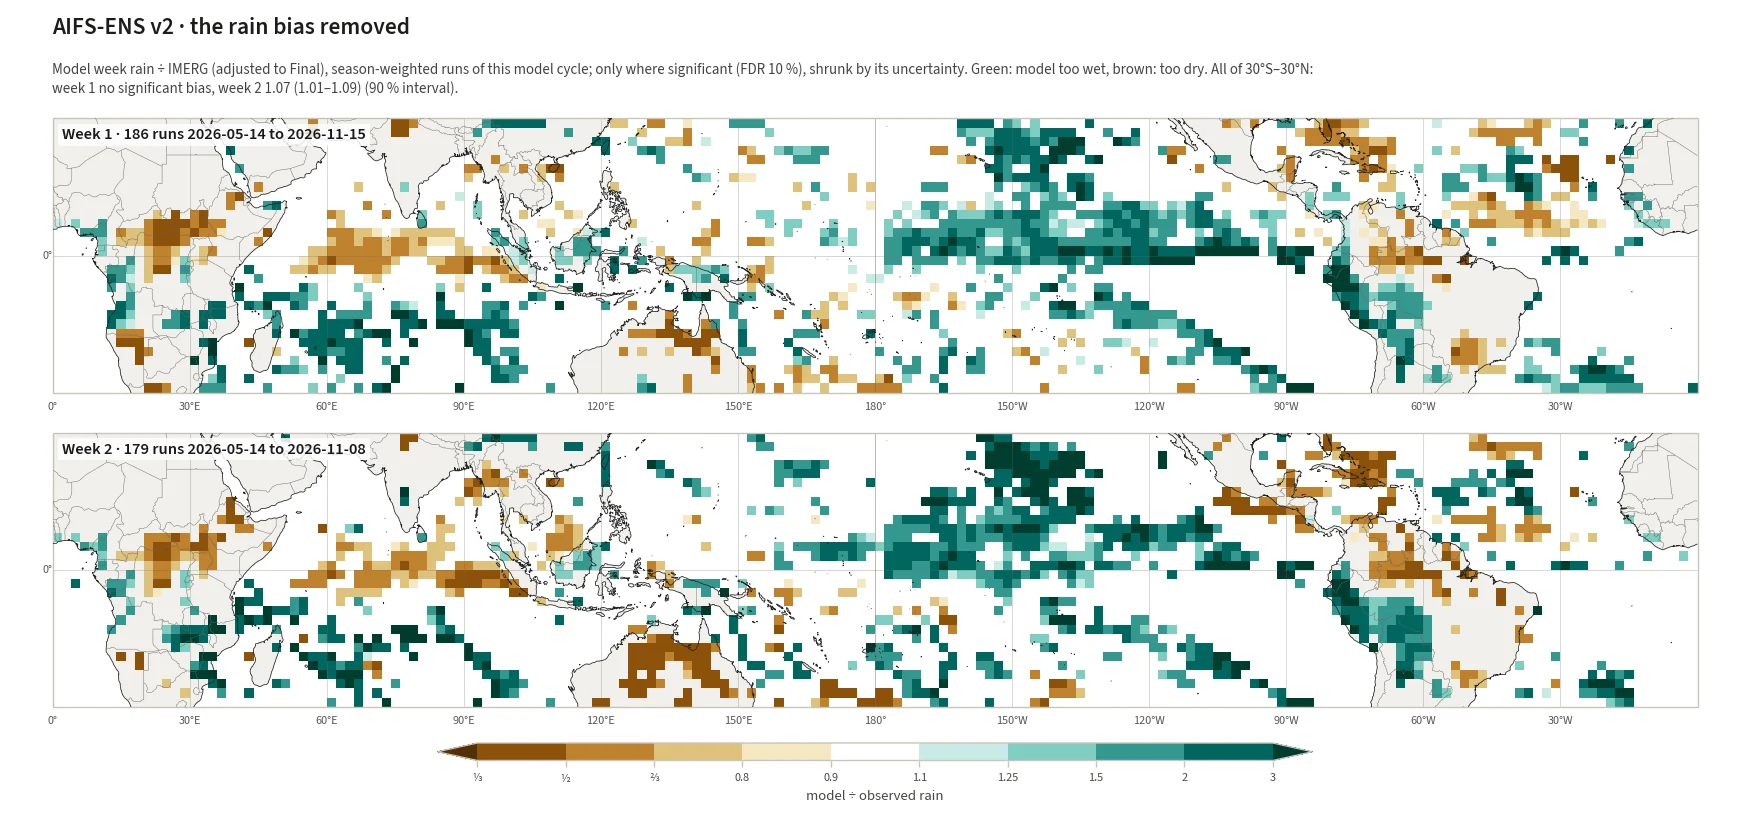 AIFS-ENS v2 · the rain bias removed
Model week rain ÷ IMERG (adjusted to Final), season-weighted runs of this model cycle; only where significant (FDR 10 %), shrunk by its uncertainty. Green: model too wet, brown: too dry. All of 30°S–30°N:
week 1 no significant bias, week 2 1.07 (1.01–1.09) (90 % interval).
Week 1 · 186 runs 2026-05-14 to 2026-11-15
0°
0° 30°E 60°E 90°E 120°E 150°E 180° 150°W 120°W 90°W 60°W 30°W
Week 2 · 179 runs 2026-05-14 to 2026-11-08
0°
0° 30°E 60°E 90°E 120°E 150°E 180° 150°W 120°W 90°W 60°W 30°W
⅓ ½ ⅔ 0.8 0.9 1.1 1.25 1.5 2 3
model ÷ observed rain